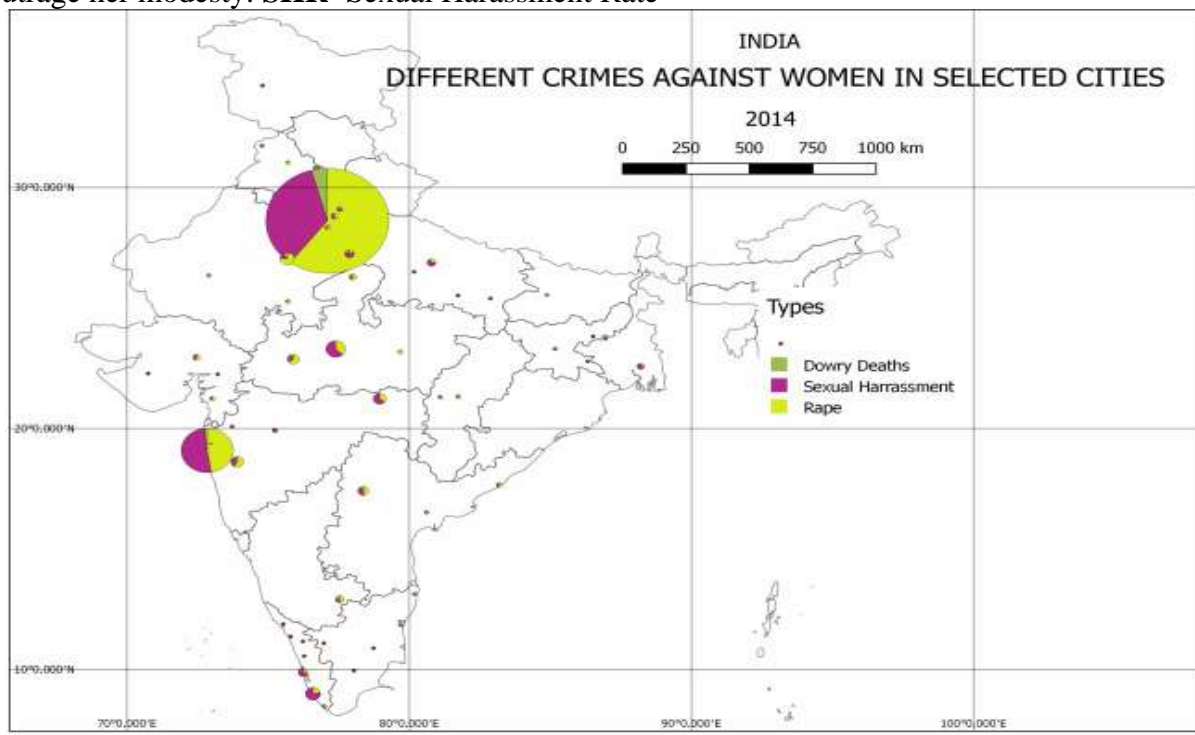 outrage her modesty. SHR- Sexual Harassment Rate
INDIA
DIFFERENT CRIMES AGAINST WOMEN IN SELECTED CITIES
2014
0 250 500 750 1000 km
30°0.000'N
Types
Dowry Deaths
Sexual Harrassment
Rape
20°0.000'N
10°0.000'N
70°0.000'E 80°0.000'E 90°0.000'E 100°0.000'E